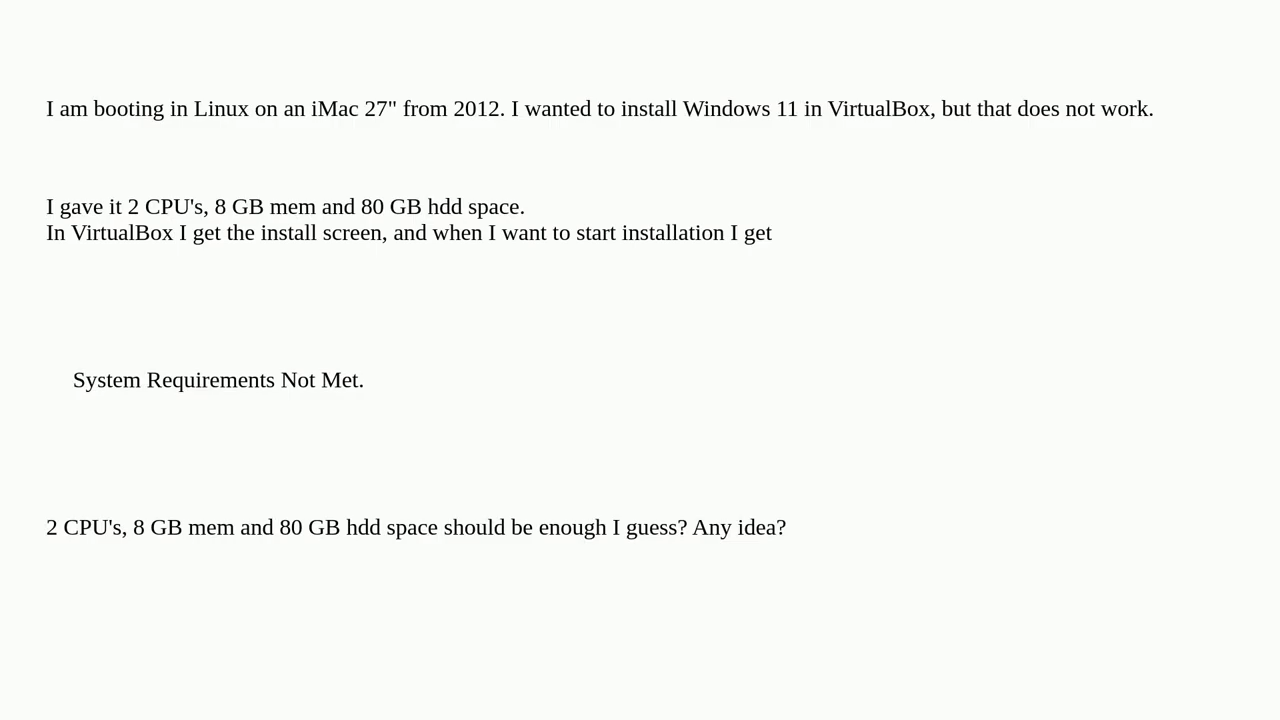 I am booting in Linux on an iMac 27" from 2012. I wanted to install Windows 11 in VirtualBox, but that does not work.
I gave it 2 CPU's, 8 GB mem and 80 GB hdd space.
In VirtualBox I get the install screen, and when I want to start installation I get
System Requirements Not Met.
2 CPU's, 8 GB mem and 80 GB hdd space should be enough I guess? Any idea?